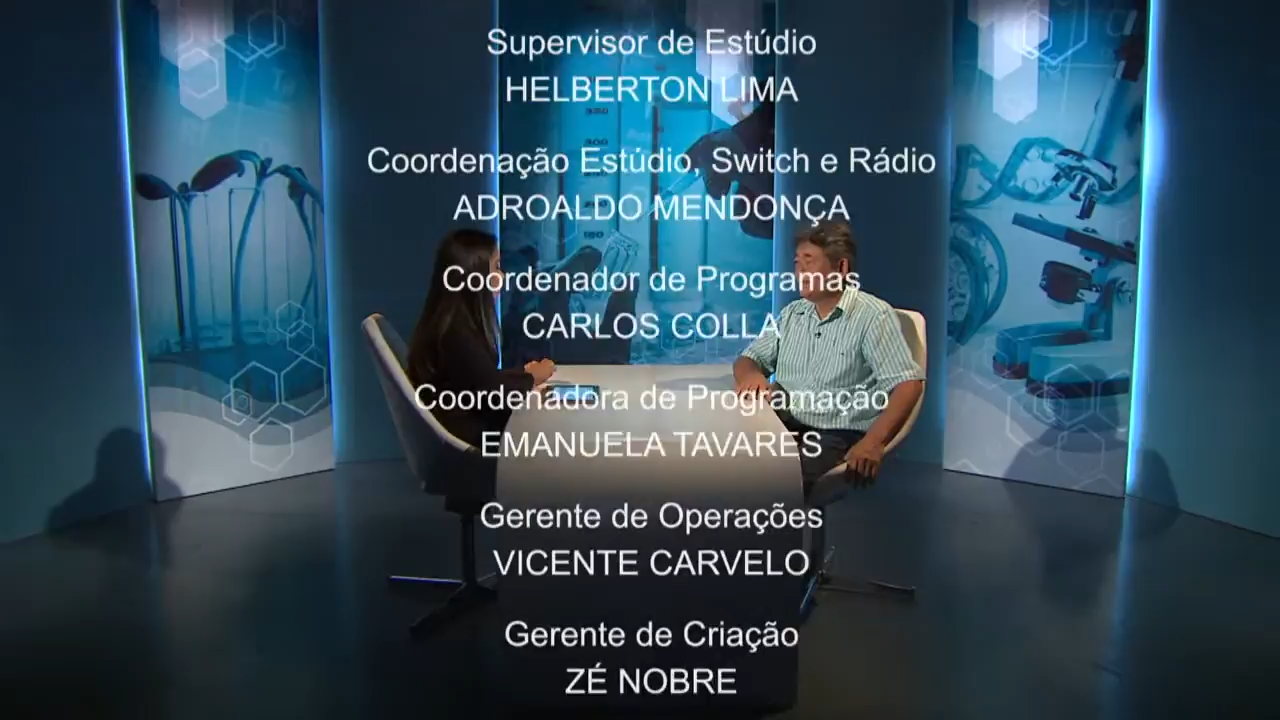 Supervisor de Estúdio
HELBERTON LIMA
Coordenação Estúdio, Switch e Rádio
ADROALDO MENDONÇA
Coordenador de Programas
CARLOS COLLA
Coordenadora de Programação
EMANUELA TAVARES
Gerente de Operações
VICENTE CARVELO
Gerente de Criação
ZÉ NOBRE